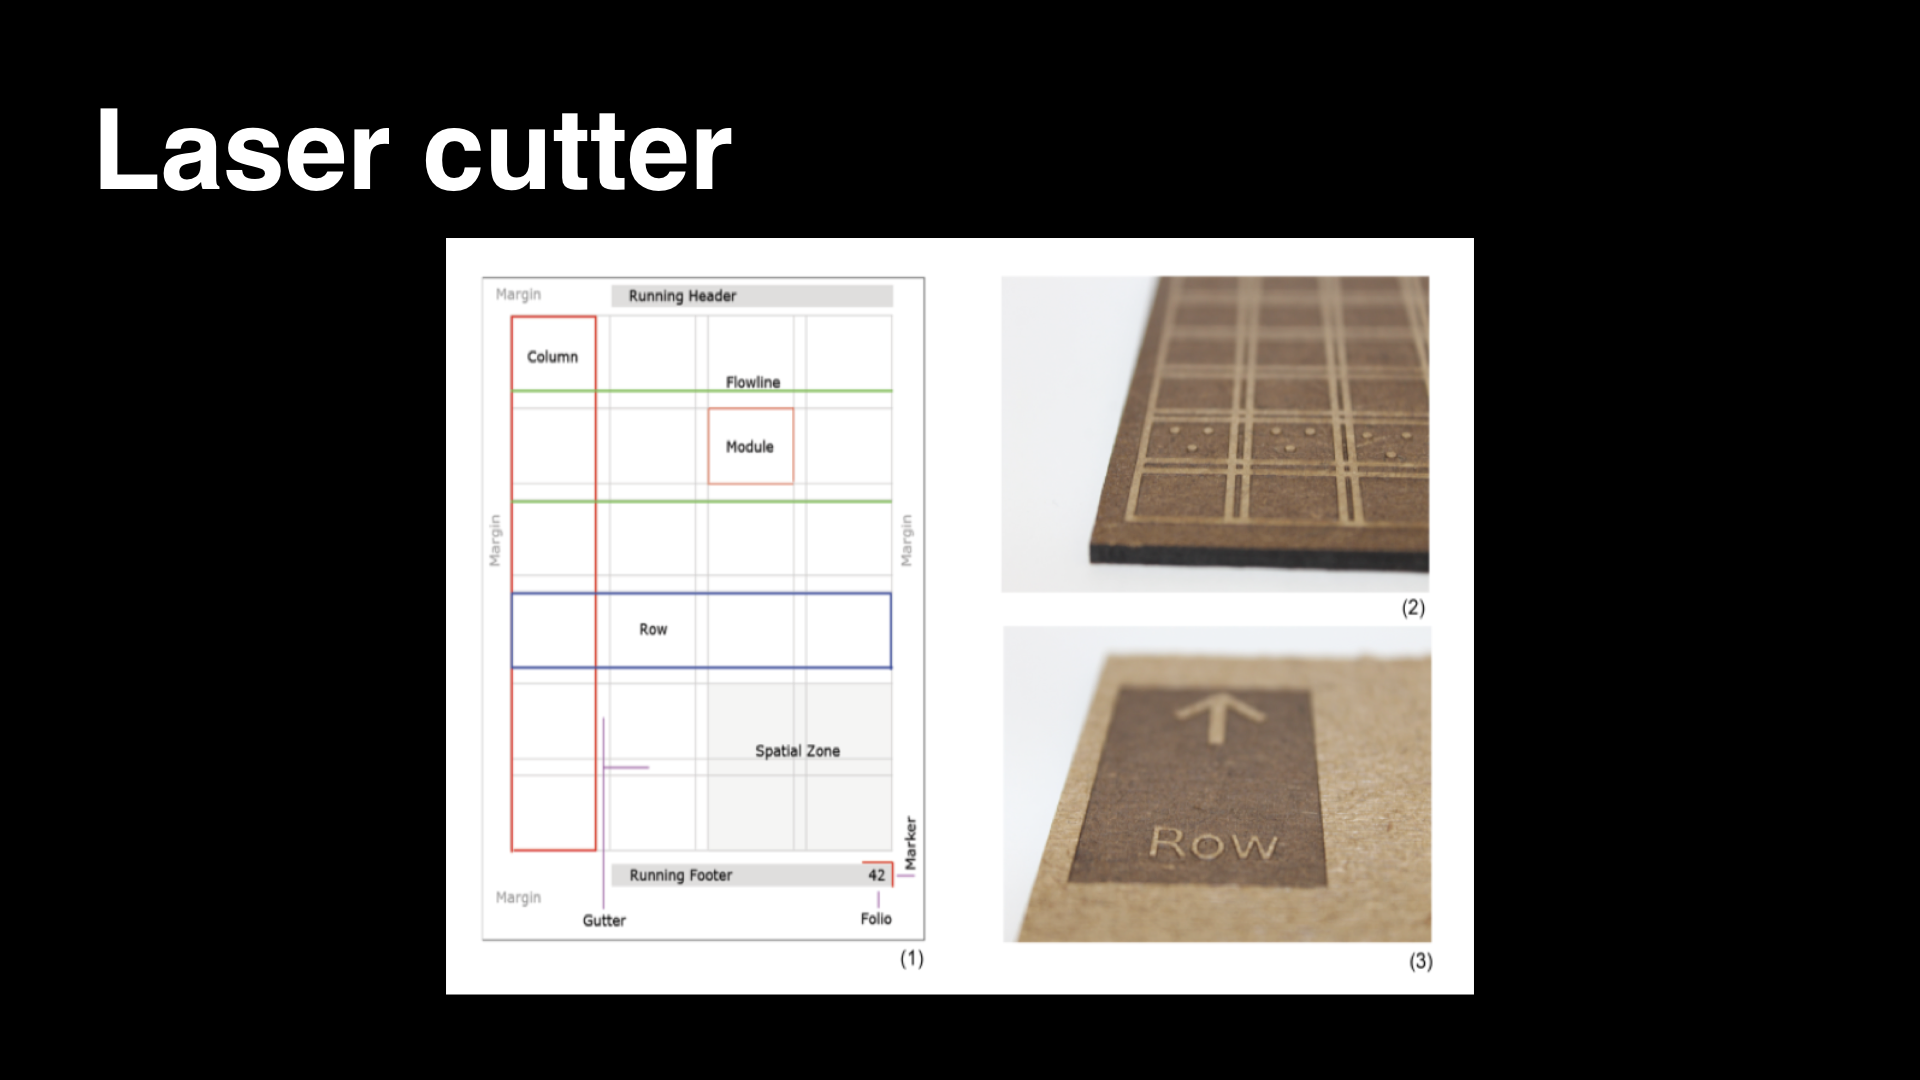 Laser cutter
Margin
Running Header
Column
Flowline
Module
Margin
Margin
Row
Spatial Zone
Marker
Running Footer
42
Margin
Gutter
Folio
(1)
(2)
Row
(3)